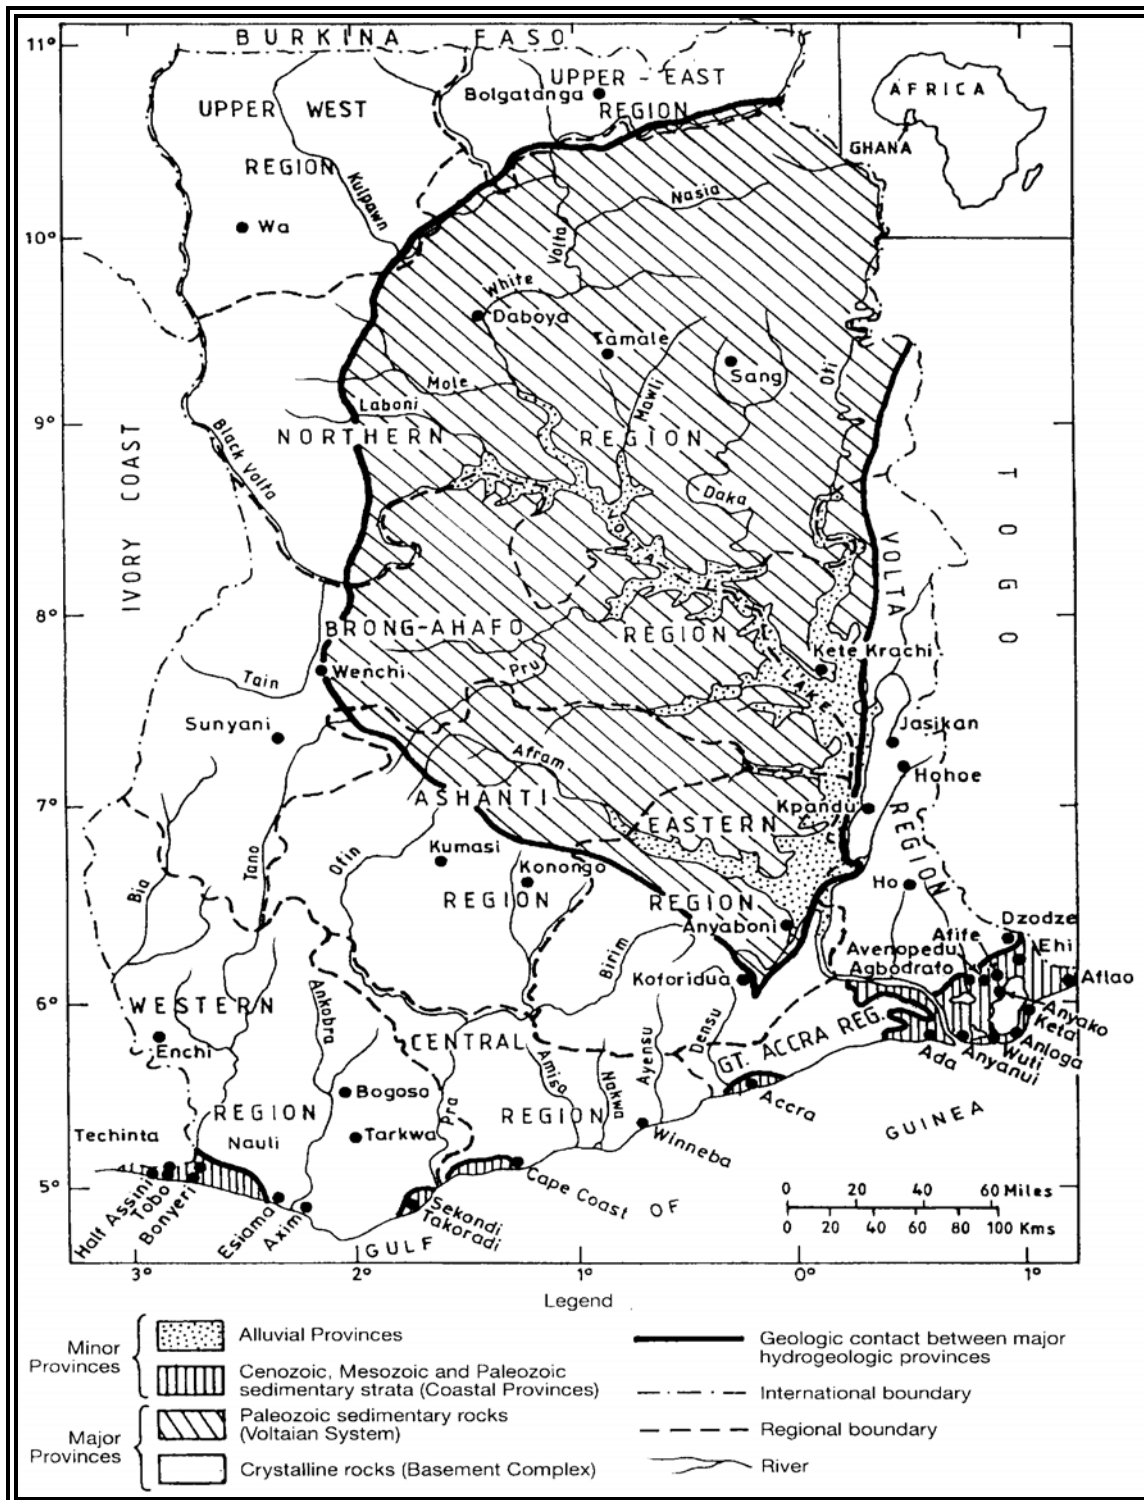 11°
10°
9°
8°
7°
6°
5°
BURKINA FASO
UPPER - EAST
REGION
Bolgatanga
UPPER WEST
REGION
Kulpawn
Wa
AFRICA
GHANA
Nasia
Volta
White
Daboya
Tamale
Sang
Oti
Mole
Laboni
Mawli
NORTHERN REGION
Black Volta
IVORY COAST
TOGO
Daka
VOLTA
REGION
BRONG-AHAFO REGION
LAKE
Kete Krachi
Pru
Wenchi
Tain
Sunyani
Jasikan
Hohoe
Afram
ASHANTI
REGION
Kpandu
EASTERN
REGION
Kumasi
Konongo
Ofin
Tano
Bia
Ho
Anyaboni
Dzodze
Afife
Ehi
Avenopedu
Agbodrafo
Aflao
Birim
Koforidua
Anyako
Keta
Anloga
Wuti
Anyanui
Ada
WESTERN
REGION
Ankobra
Enchi
CENTRAL
REGION
GT. ACCRA REG.
Densu
Ayensu
Nakwa
Amisa
Pra
Bogoso
Tarkwa
Accra
Winneba
Techinta
Nauli
Half Assini
Tobo
Bonyeri
Esiama
Axim
Sekondi
Takoradi
Cape Coast
GULF OF GUINEA
0 20 40 60 Miles
0 20 40 60 80 100 Kms
3° 2° 1° 0° 1°
Legend
Minor
Provinces
Alluvial Provinces
Cenozoic, Mesozoic and Paleozoic
sedimentary strata (Coastal Provinces)
Major
Provinces
Paleozoic sedimentary rocks
(Voltaian System)
Crystalline rocks (Basement Complex)
Geologic contact between major
hydrogeologic provinces
International boundary
Regional boundary
River